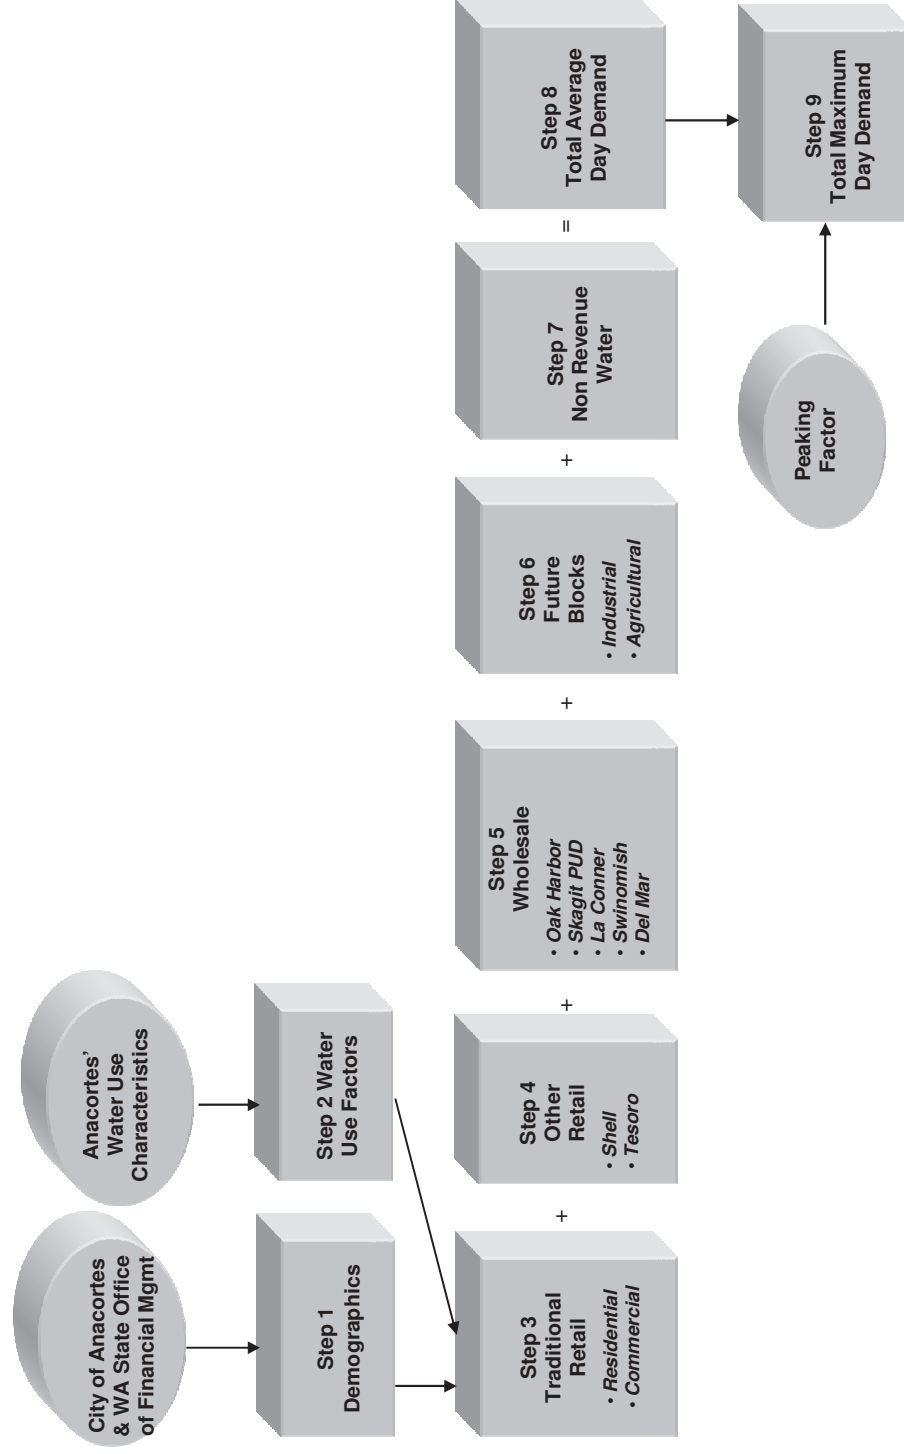 City of Anacortes
& WA State Office
of Financial Mgmt
Anacortes'
Water Use
Characteristics
Step 1
Demographics
Step 2 Water
Use Factors
Step 3
Traditional
Retail
• Residential
• Commercial
+
Step 4
Other
Retail
• Shell
• Tesoro
+
Step 5
Wholesale
• Oak Harbor
• Skagit PUD
• La Conner
• Swinomish
• Del Mar
+
Step 6
Future
Blocks
• Industrial
• Agricultural
+
Step 7
Non Revenue
Water
=
Step 8
Total Average
Day Demand
Peaking
Factor
Step 9
Total Maximum
Day Demand